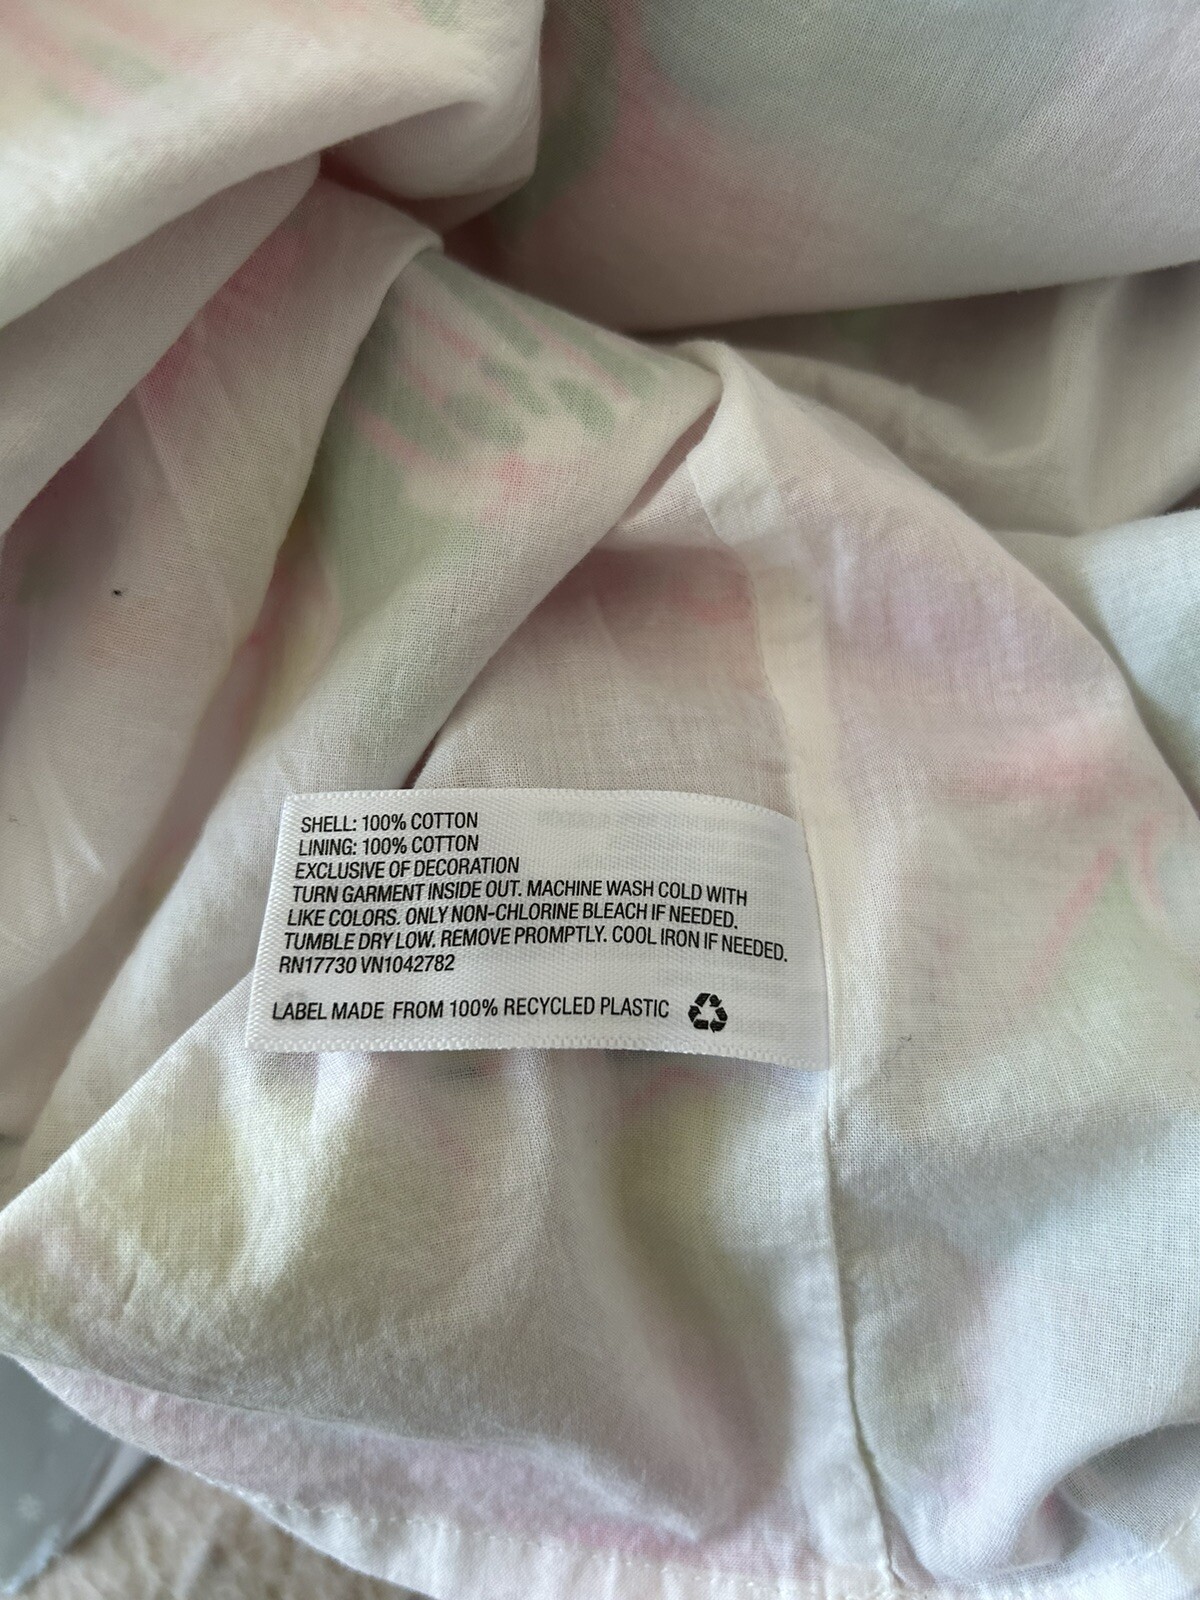 SHELL: 100% COTTON
LINING: 100% COTTON
EXCLUSIVE OF DECORATION
TURN GARMENT INSIDE OUT. MACHINE WASH COLD WITH
LIKE COLORS. ONLY NON-CHLORINE BLEACH IF NEEDED.
TUMBLE DRY LOW. REMOVE PROMPTLY. COOL IRON IF NEEDED.
RN17730 VN1042782
LABEL MADE FROM 100% RECYCLED PLASTIC